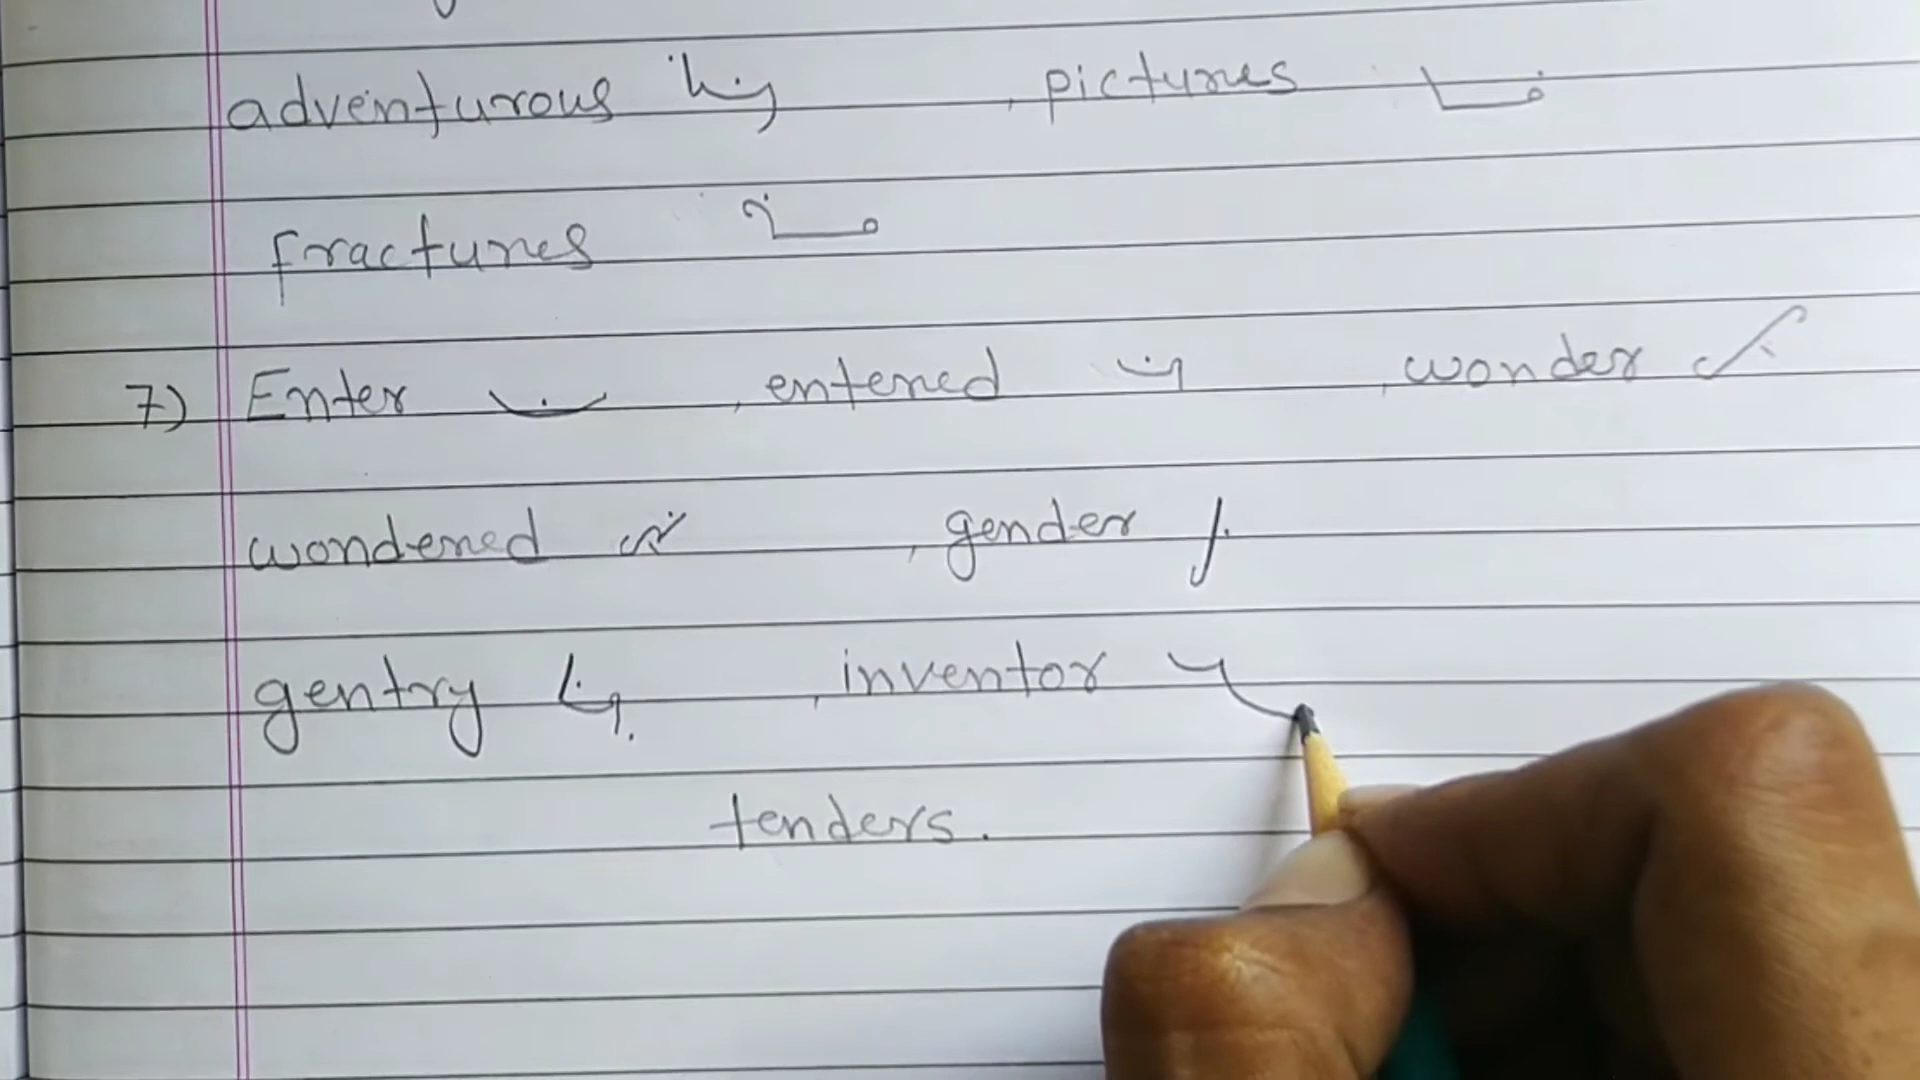 adventurous , pictures
fractures
7) Enter , entered , wonder
wondered , gender
gentry , inventor
tenders.